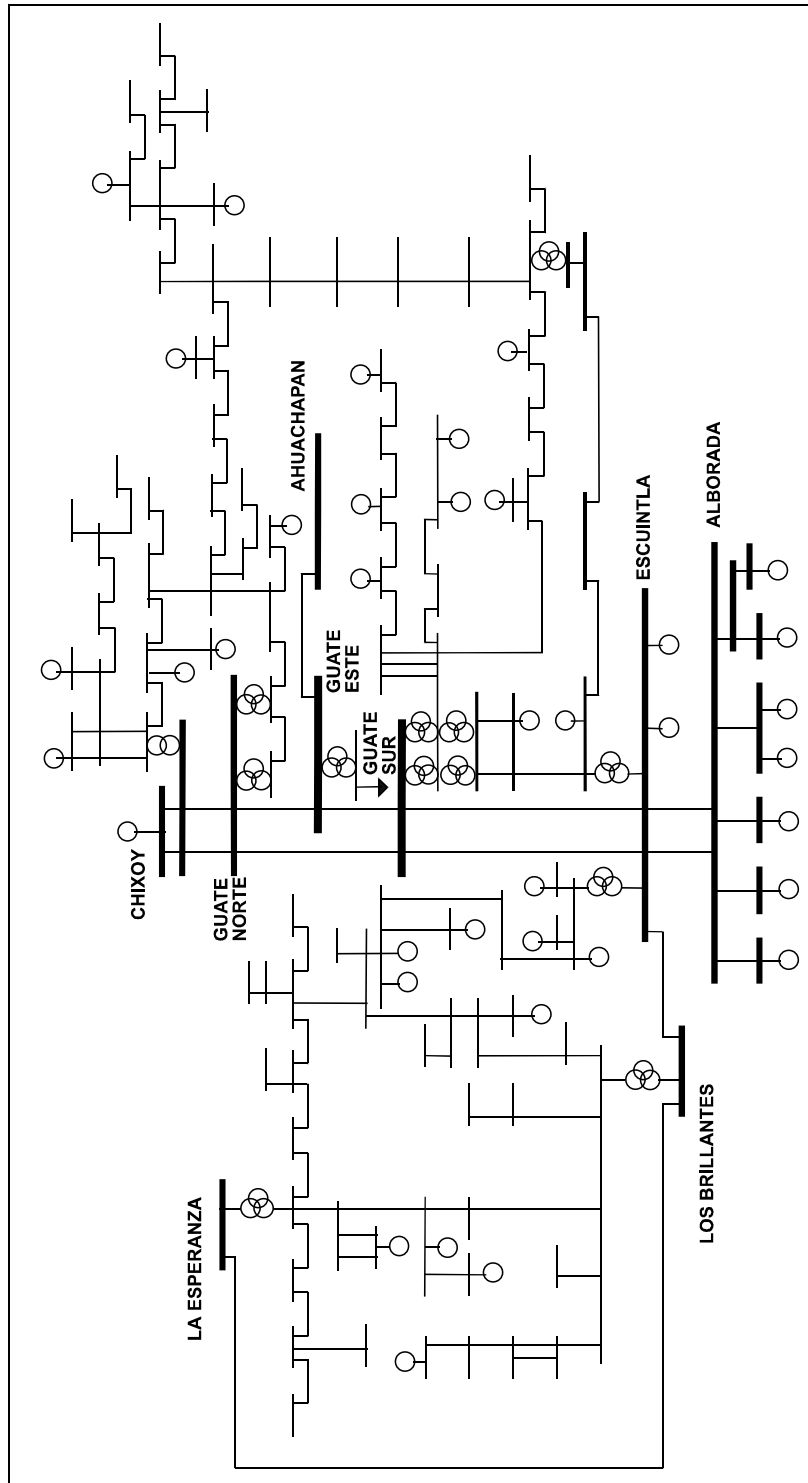 CHIXOY
GUATE
NORTE
AHUACHAPAN
GUATE
ESTE
GUATE
SUR
ESCUINTLA
ALBORADA
LA ESPERANZA
LOS BRILLANTES